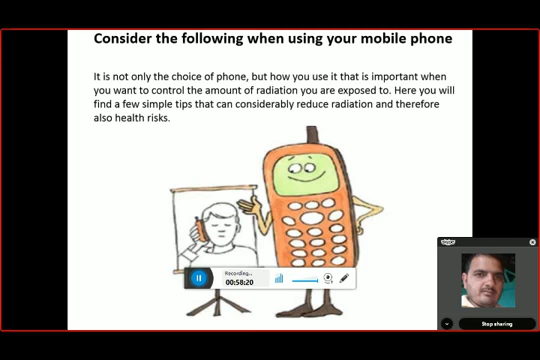 Consider the following when using your mobile phone
It is not only the choice of phone, but how you use it that is important when
you want to control the amount of radiation you are exposed to. Here you will
find a few simple tips that can considerably reduce radiation and therefore
also health risks.
Recording...
00:58:20
skype
Stop sharing